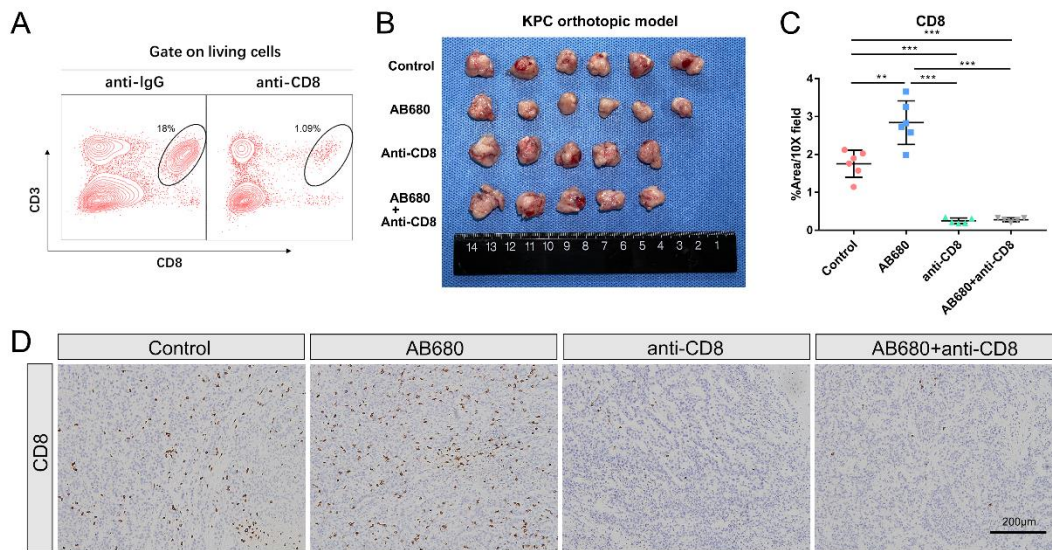 A
Gate on living cells
anti-IgG
anti-CD8
18%
1.09%
CD3
CD8
B
KPC orthotopic model
Control
AB680
Anti-CD8
AB680
+
Anti-CD8
14 13 12 11 10 9 8 7 6 5 4 3 2 1
C
CD8
***
***
***
**
***
%Area/10X field
4
3
2
1
0
Control
AB680
anti-CD8
AB680+anti-CD8
D
Control
AB680
anti-CD8
AB680+anti-CD8
CD8
200μm